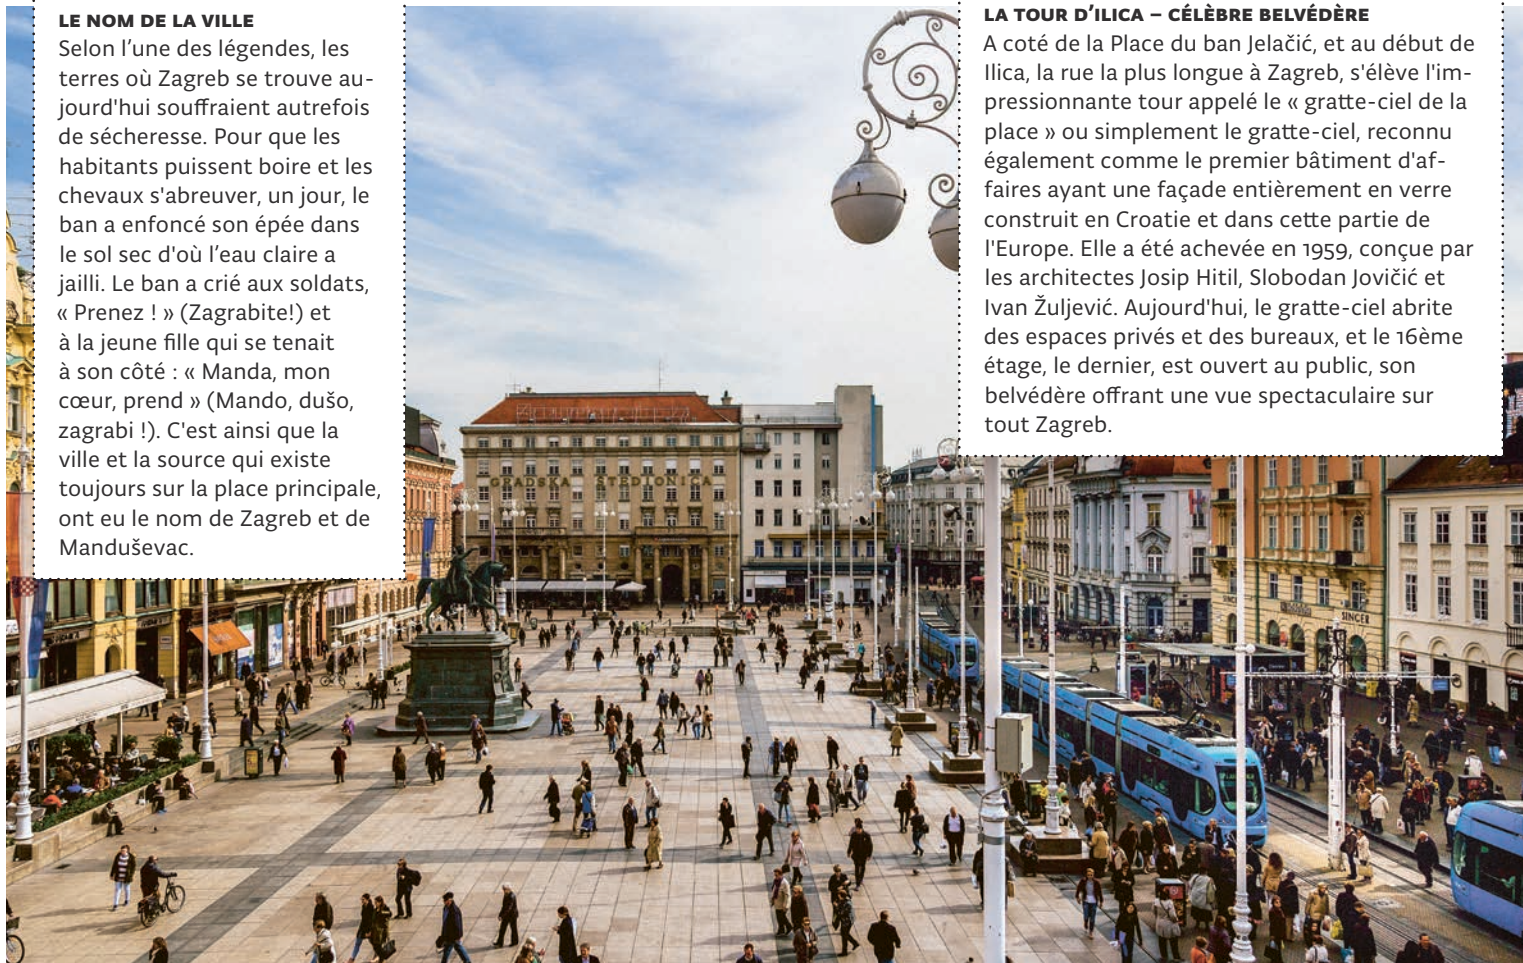 LE NOM DE LA VILLE
Selon l’une des légendes, les
terres où Zagreb se trouve au-
jourd'hui souffraient autrefois
de sécheresse. Pour que les
habitants puissent boire et les
chevaux s'abreuver, un jour, le
ban a enfoncé son épée dans
le sol sec d'où l’eau claire a
jailli. Le ban a crié aux soldats,
« Prenez ! » (Zagrabite!) et
à la jeune fille qui se tenait
à son côté : « Manda, mon
cœur, prend » (Mando, dušo,
zagrabi !). C'est ainsi que la
ville et la source qui existe
toujours sur la place principale,
ont eu le nom de Zagreb et de
Manduševac.
LA TOUR D’ILICA – CÉLÈBRE BELVÉDÈRE
A coté de la Place du ban Jelačić, et au début de
Ilica, la rue la plus longue à Zagreb, s'élève l'im-
pressionnante tour appelé le « gratte-ciel de la
place » ou simplement le gratte-ciel, reconnu
également comme le premier bâtiment d'af-
faires ayant une façade entièrement en verre
construit en Croatie et dans cette partie de
l'Europe. Elle a été achevée en 1959, conçue par
les architectes Josip Hitil, Slobodan Jovičić et
Ivan Žuljević. Aujourd'hui, le gratte-ciel abrite
des espaces privés et des bureaux, et le 16ème
étage, le dernier, est ouvert au public, son
belvédère offrant une vue spectaculaire sur
tout Zagreb.
GRADSKA ŠTEDIONICA
SINGER